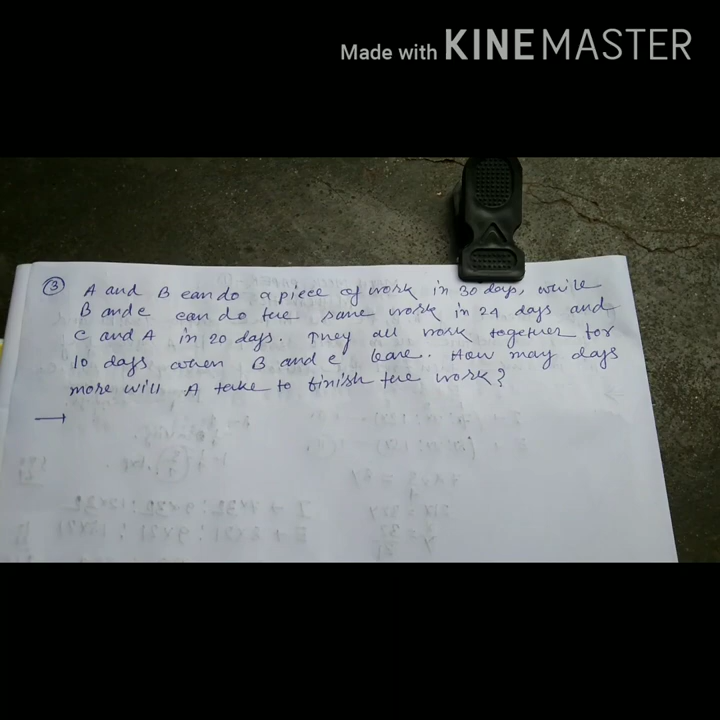 Made with KINEMASTER
③ A and B can do a piece of work in 30 days, while
B and C can do the same work in 24 days and
C and A in 20 days. They all work together for
10 days when B and C leave. How may days
more will A take to finish the work?
→